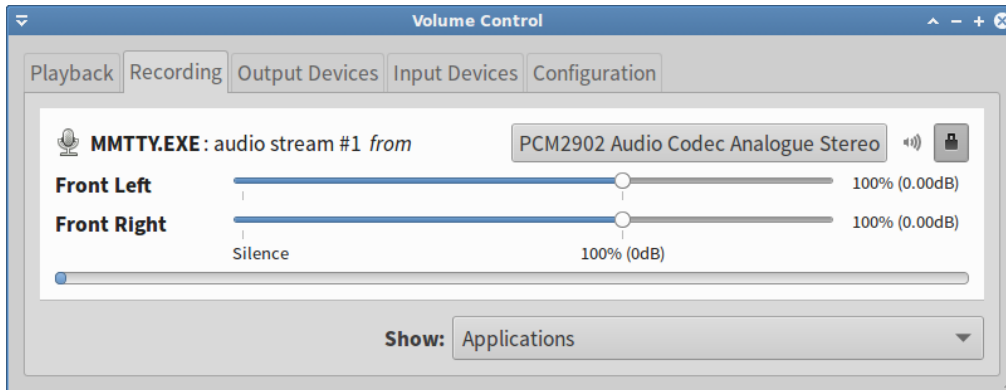 Volume Control
Playback Recording Output Devices Input Devices Configuration
MMTTY.EXE : audio stream #1 from PCM2902 Audio Codec Analogue Stereo
Front Left 100% (0.00dB)
Front Right 100% (0.00dB)
Silence 100% (0dB)
Show: Applications